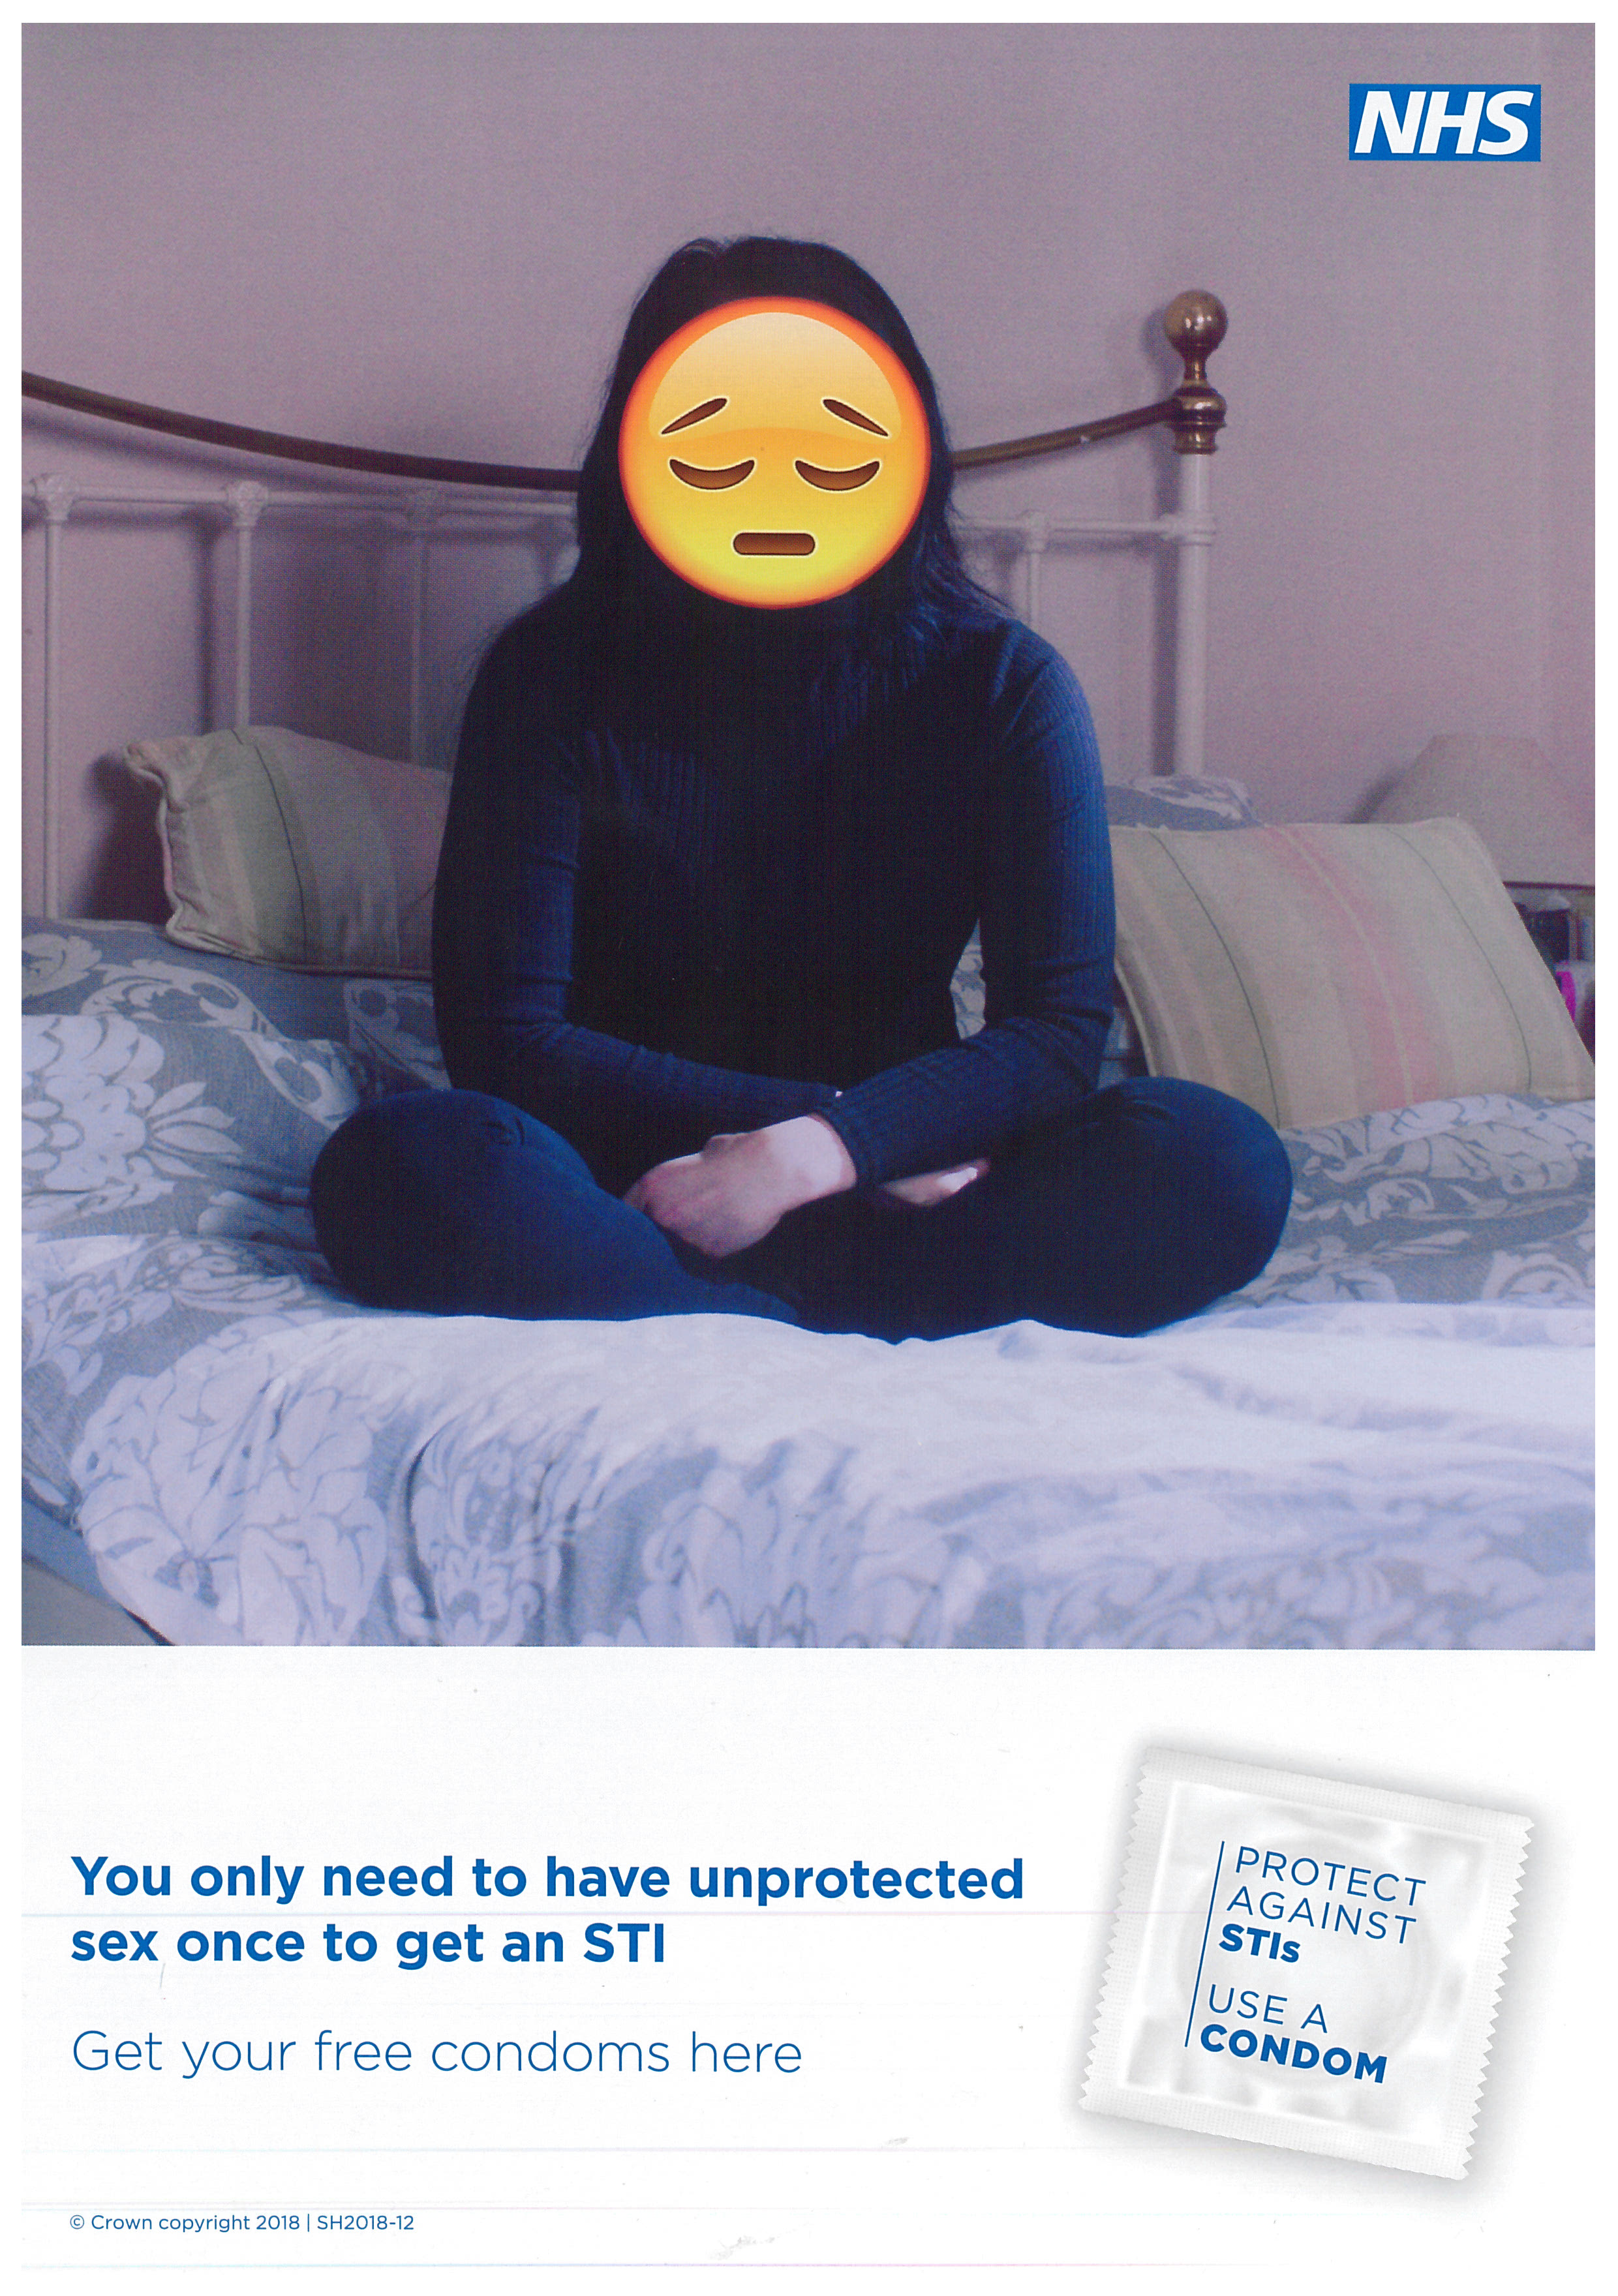 NHS
You only need to have unprotected
sex once to get an STI
Get your free condoms here
PROTECT
AGAINST
STIs
USE A
CONDOM
© Crown copyright 2018 | SH2018-12